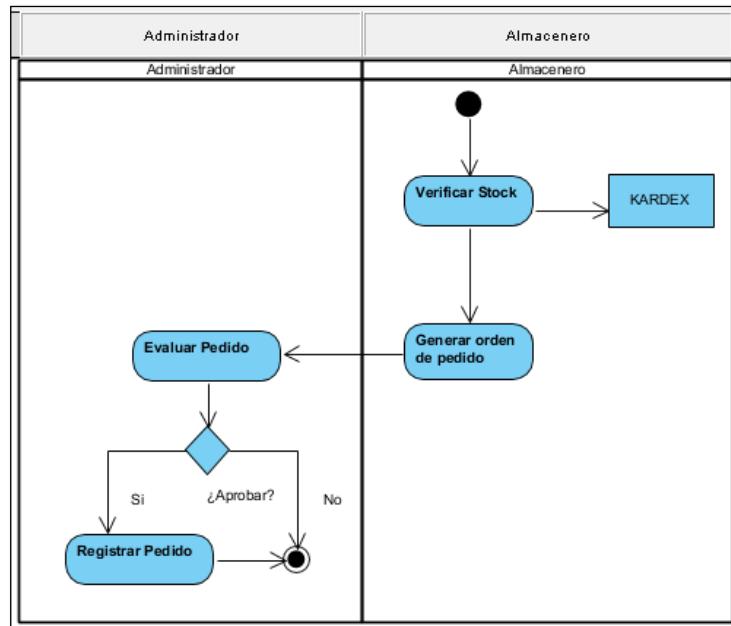 Administrador
Almacenero
Administrador
Almacenero
Verificar Stock
KARDEX
Generar orden
de pedido
Evaluar Pedido
Si
¿Aprobar?
No
Registrar Pedido